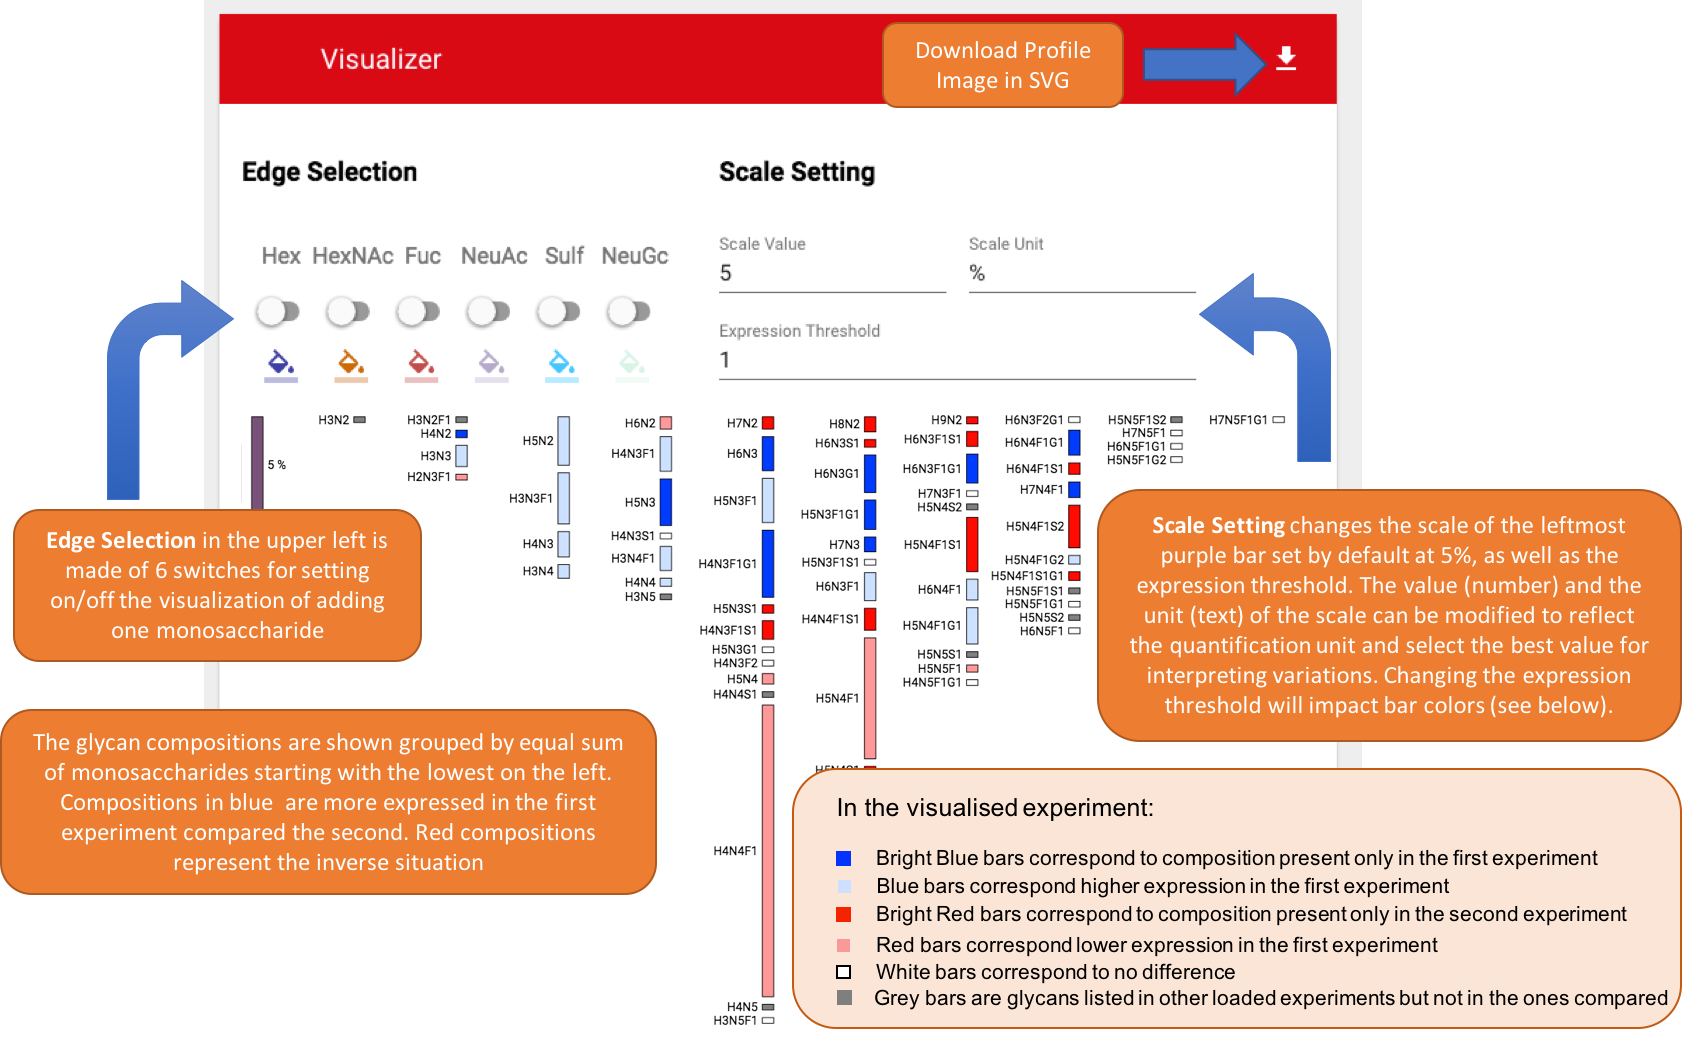 Visualizer
Download Profile
Image in SVG
Edge Selection
Scale Setting
Hex HexNAc Fuc NeuAc Sulf NeuGc
Scale Value
5
Scale Unit
%
Expression Threshold
1
5 %
H3N2
H3N2F1
H4N2
H3N3
H2N3F1
H5N2
H3N3F1
H4N3
H3N4
H6N2
H4N3F1
H5N3
H4N3S1
H3N4F1
H4N4
H3N5
H7N2
H6N3
H5N3F1
H4N3F1G1
H5N3S1
H4N3F1S1
H5N3G1
H4N3F2
H5N4
H4N4S1
H4N4F1
H4N5
H3N5F1
H8N2
H6N3S1
H6N3G1
H5N3F1G1
H7N3
H5N3F1S1
H6N3F1
H4N4F1S1
H5N4F1
H9N2
H6N3F1S1
H6N3F1G1
H7N3F1
H5N4S2
H5N4F1S1
H6N4F1
H5N4F1G1
H5N5S1
H5N5F1
H4N5F1G1
H6N3F2G1
H6N4F1G1
H6N4F1S1
H7N4F1
H5N4F1S2
H5N4F1G2
H5N4F1S1G1
H5N5F1S1
H5N5F1G1
H5N5S2
H6N5F1
H5N5F1S2
H7N5F1
H6N5F1G1
H5N5F1G2
H7N5F1G1
Edge Selection in the upper left is
made of 6 switches for setting
on/off the visualization of adding
one monosaccharide
Scale Setting changes the scale of the leftmost
purple bar set by default at 5%, as well as the
expression threshold. The value (number) and the
unit (text) of the scale can be modified to reflect
the quantification unit and select the best value for
interpreting variations. Changing the expression
threshold will impact bar colors (see below).
The glycan compositions are shown grouped by equal sum
of monosaccharides starting with the lowest on the left.
Compositions in blue are more expressed in the first
experiment compared the second. Red compositions
represent the inverse situation
In the visualised experiment:
Bright Blue bars correspond to composition present only in the first experiment
Blue bars correspond higher expression in the first experiment
Bright Red bars correspond to composition present only in the second experiment
Red bars correspond lower expression in the first experiment
White bars correspond to no difference
Grey bars are glycans listed in other loaded experiments but not in the ones compared